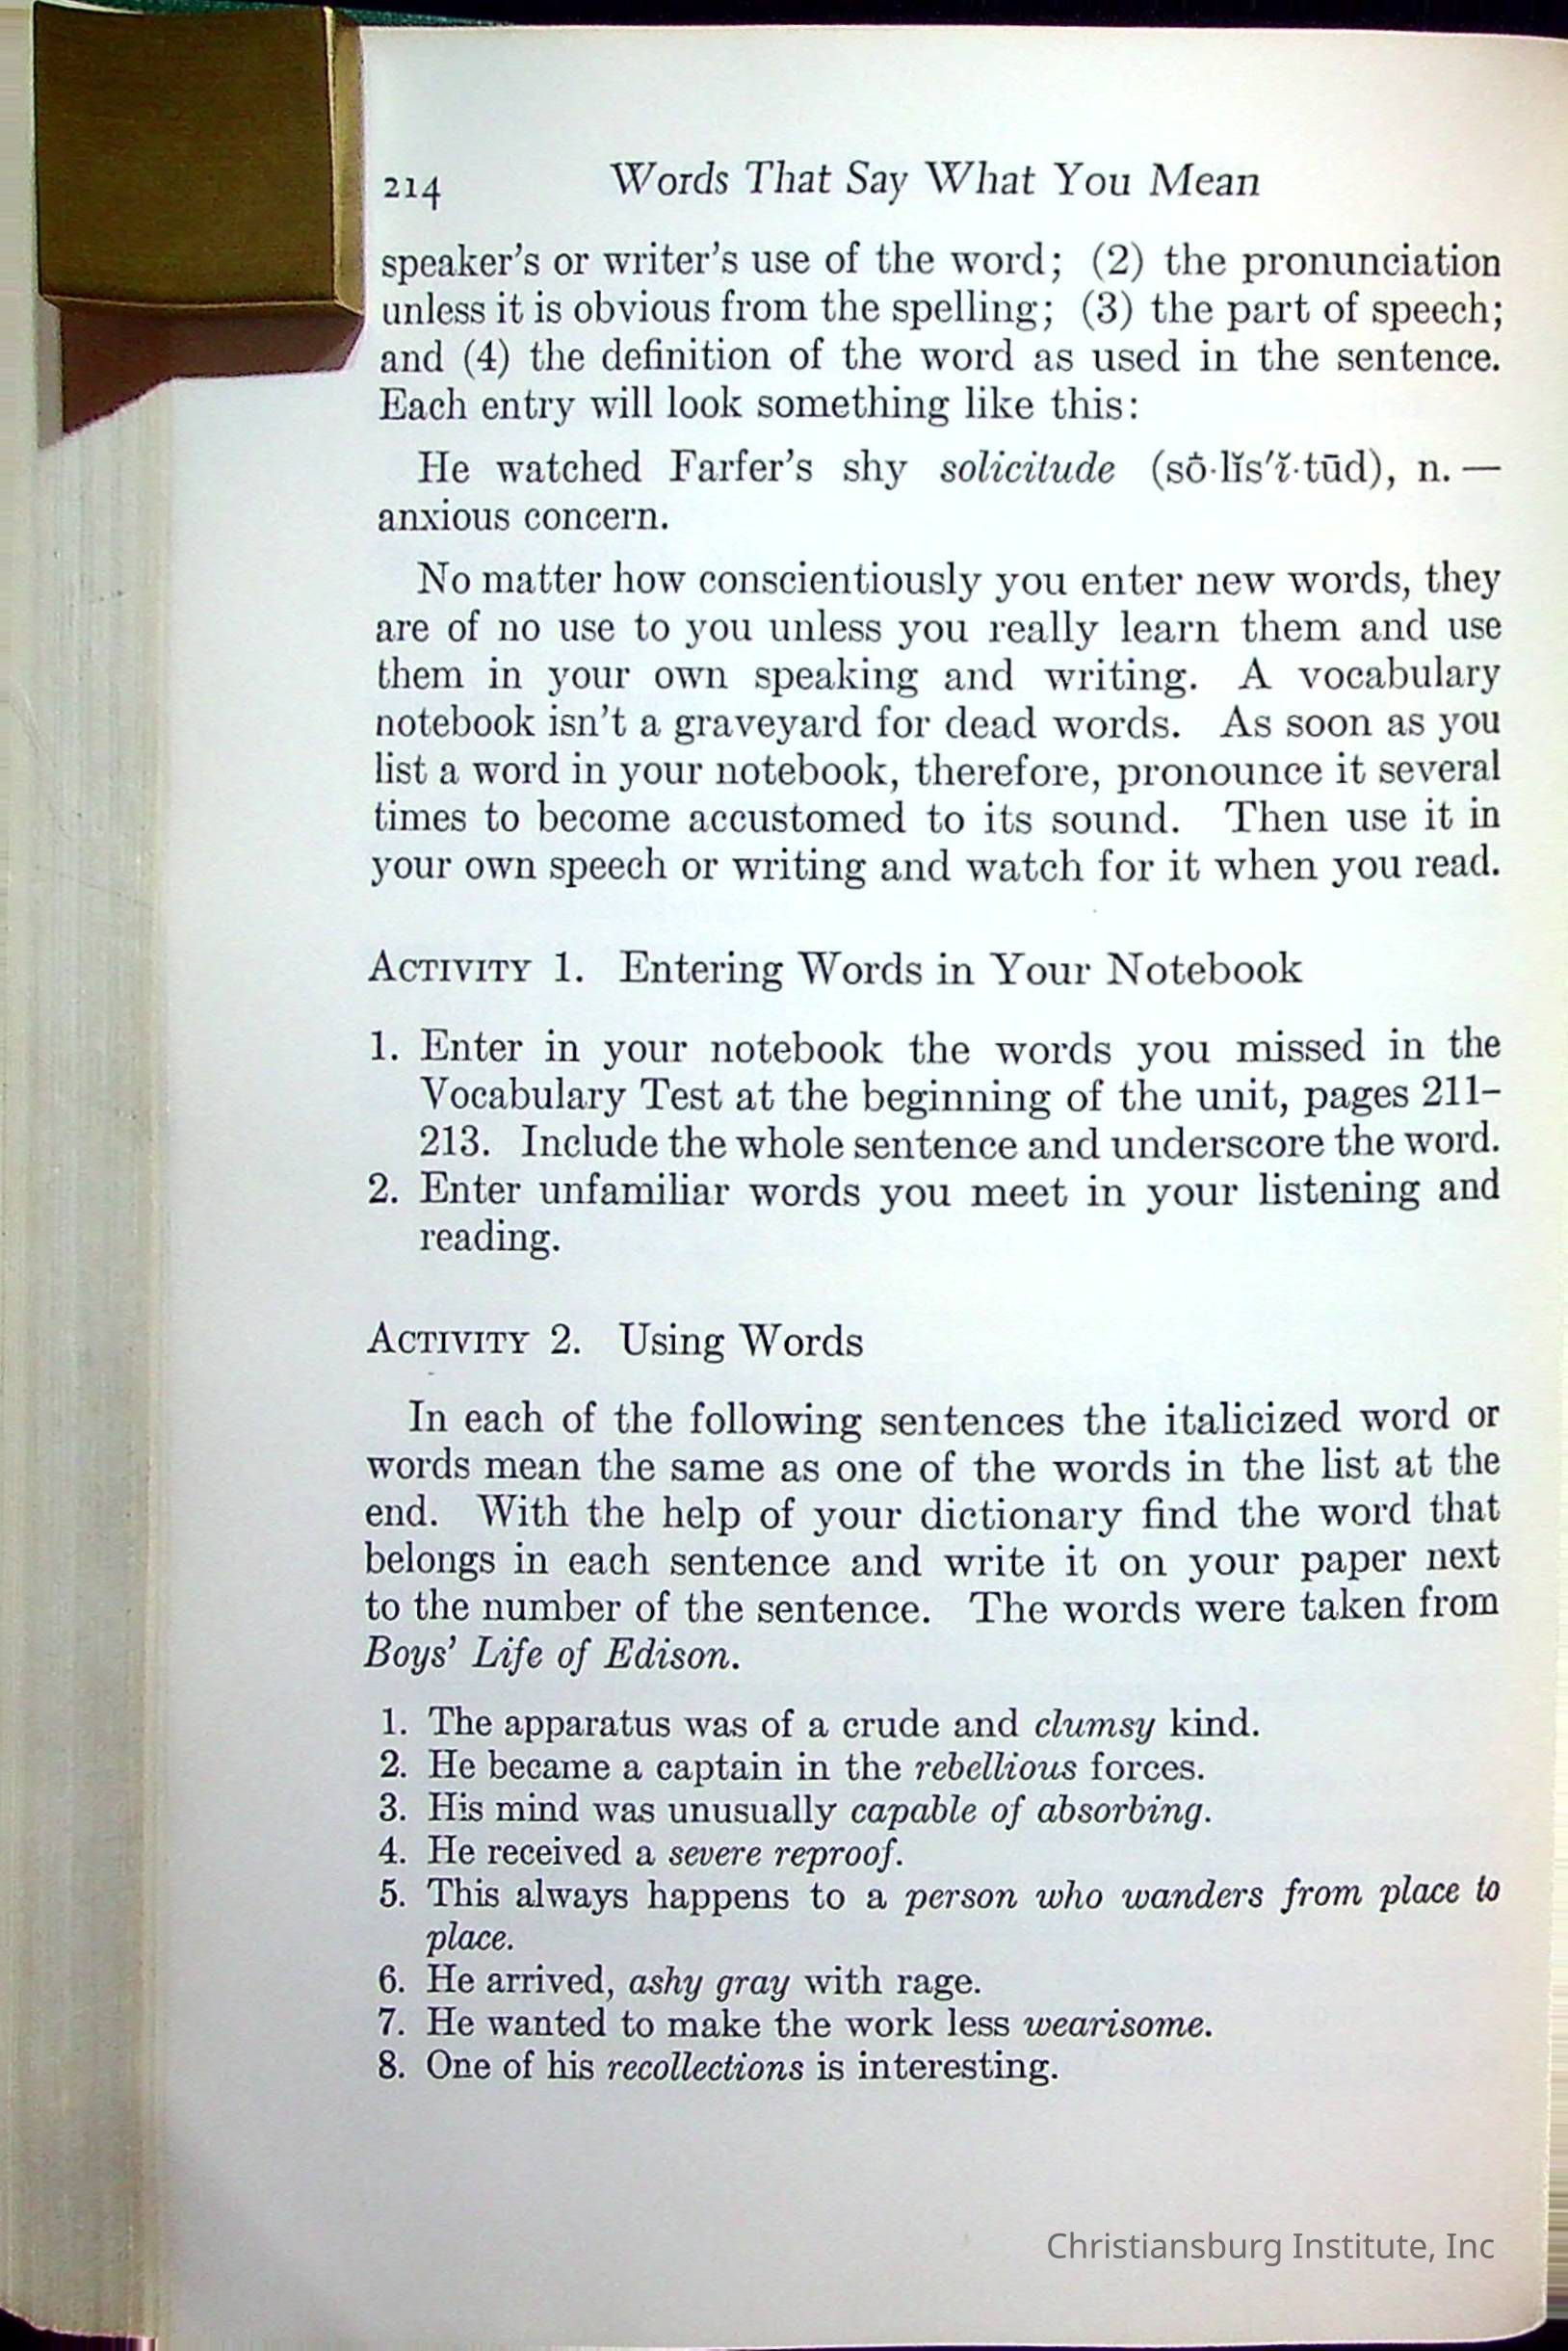 214 Words That Say What You Mean
speaker's or writer's use of the word; (2) the pronunciation
unless it is obvious from the spelling; (3) the part of speech;
and (4) the definition of the word as used in the sentence.
Each entry will look something like this:
He watched Farfer's shy solicitude (sô·lĭs′ĭ·tūd), n. —
anxious concern.
No matter how conscientiously you enter new words, they
are of no use to you unless you really learn them and use
them in your own speaking and writing. A vocabulary
notebook isn't a graveyard for dead words. As soon as you
list a word in your notebook, therefore, pronounce it several
times to become accustomed to its sound. Then use it in
your own speech or writing and watch for it when you read.
ACTIVITY 1. Entering Words in Your Notebook
1. Enter in your notebook the words you missed in the
Vocabulary Test at the beginning of the unit, pages 211–
213. Include the whole sentence and underscore the word.
2. Enter unfamiliar words you meet in your listening and
reading.
ACTIVITY 2. Using Words
In each of the following sentences the italicized word or
words mean the same as one of the words in the list at the
end. With the help of your dictionary find the word that
belongs in each sentence and write it on your paper next
to the number of the sentence. The words were taken from
Boys' Life of Edison.
1. The apparatus was of a crude and clumsy kind.
2. He became a captain in the rebellious forces.
3. His mind was unusually capable of absorbing.
4. He received a severe reproof.
5. This always happens to a person who wanders from place to
place.
6. He arrived, ashy gray with rage.
7. He wanted to make the work less wearisome.
8. One of his recollections is interesting.
Christiansburg Institute, Inc